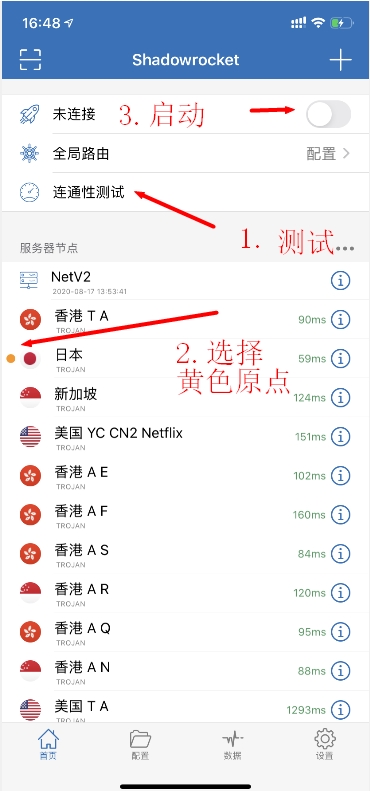 16:48
Shadowrocket
未连接
3. 启动
全局路由
配置
连通性测试
1. 测试
服务器节点
NetV2
2020-08-17 13:53:41
香港 T A
90ms
TROJAN
日本
59ms
TROJAN
2. 选择
黄色原点
新加坡
124ms
TROJAN
美国 YC CN2 Netflix
151ms
TROJAN
香港 A E
102ms
TROJAN
香港 A F
160ms
TROJAN
香港 A S
84ms
TROJAN
香港 A R
120ms
TROJAN
香港 A Q
95ms
TROJAN
香港 A N
88ms
TROJAN
美国 T A
1293ms
TROJAN
首页
配置
数据
设置